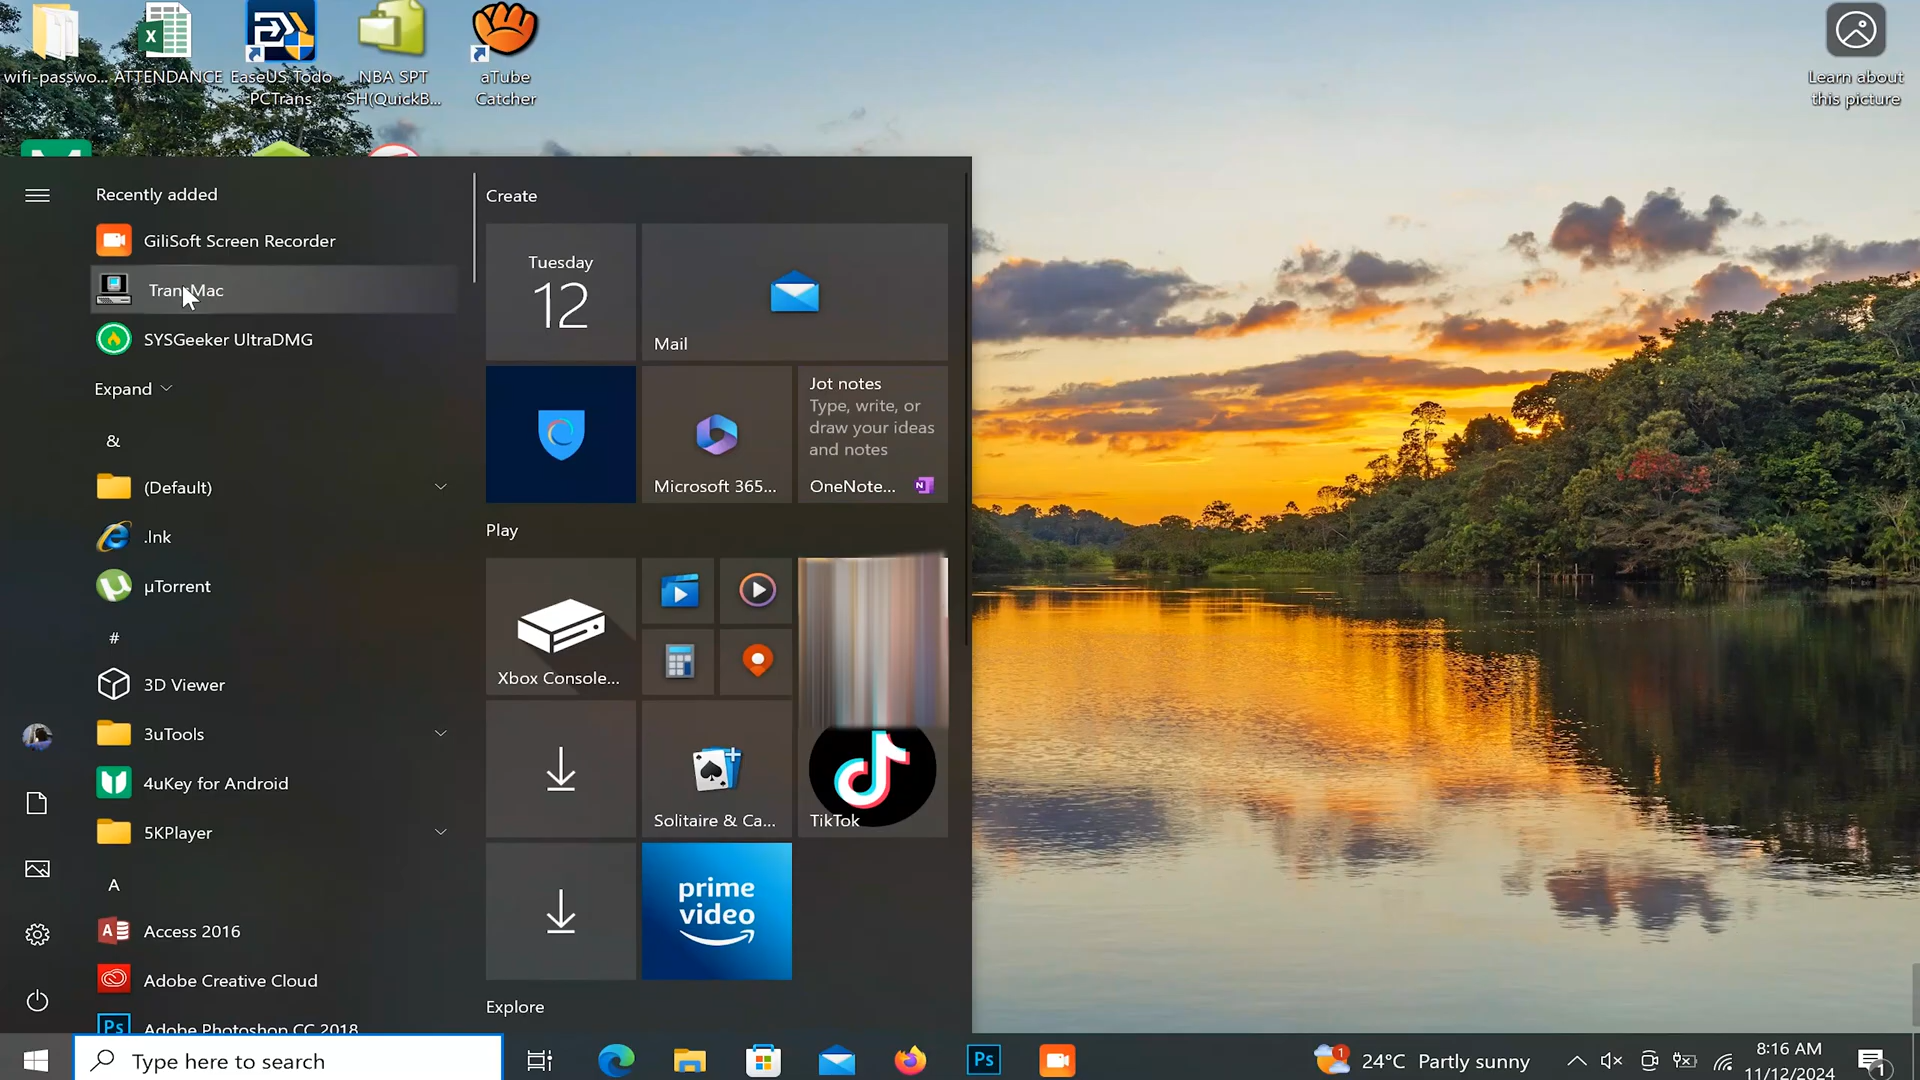 wifi-passwo...
ATTENDANCE
EaseUS Todo
PCTrans
NBA SPT
SH(QuickB...
aTube
Catcher
Learn about
this picture
Recently added
GiliSoft Screen Recorder
TransMac
SYSGeeker UltraDMG
Expand
&
(Default)
.lnk
µTorrent
#
3D Viewer
3uTools
4uKey for Android
5KPlayer
A
Access 2016
Adobe Creative Cloud
Ps
Adobe Photoshop CC 2018
Create
Tuesday
12
Mail
Microsoft 365...
Jot notes
Type, write, or
draw your ideas
and notes
OneNote...
N
Play
Xbox Console...
Solitaire & Ca...
TikTok
prime
video
Explore
Type here to search
Ps
1
24°C Partly sunny
8:16 AM
11/12/2024
1